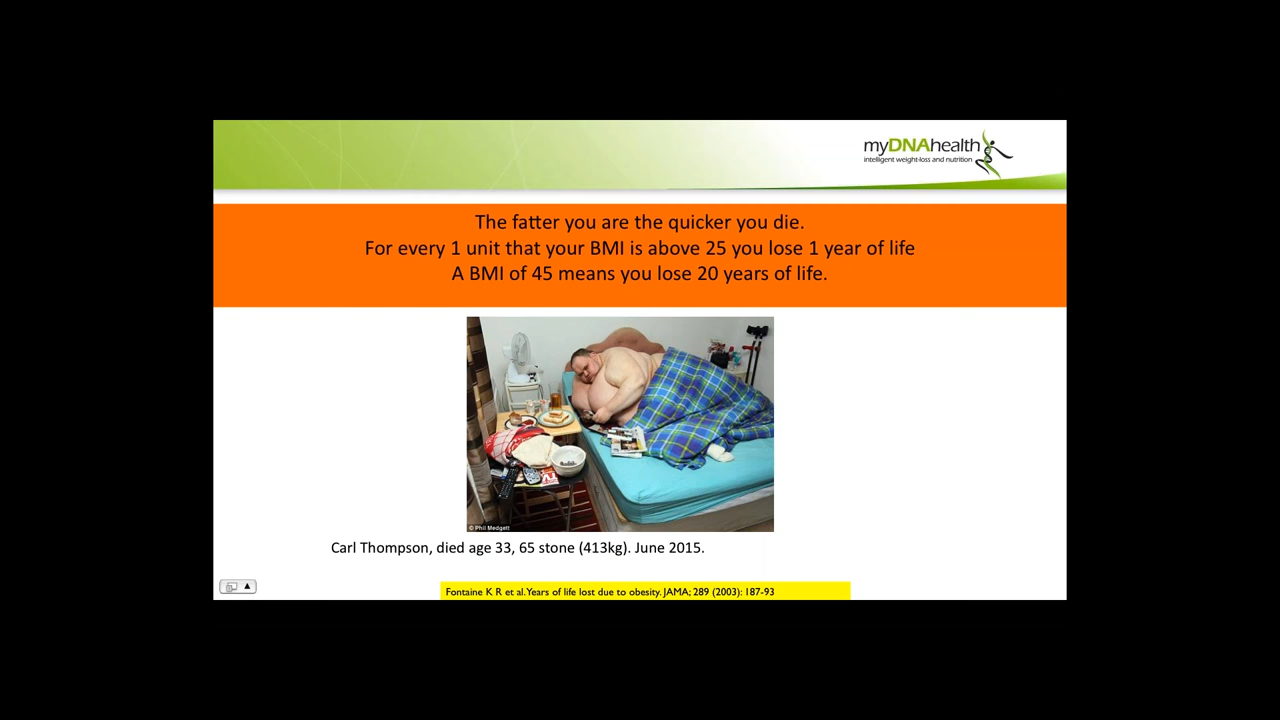 myDNAhealth
intelligent weight-loss and nutrition
The fatter you are the quicker you die.
For every 1 unit that your BMI is above 25 you lose 1 year of life
A BMI of 45 means you lose 20 years of life.
© Phil Medgett
Carl Thompson, died age 33, 65 stone (413kg). June 2015.
Fontaine K R et al.Years of life lost due to obesity. JAMA; 289 (2003): 187-93